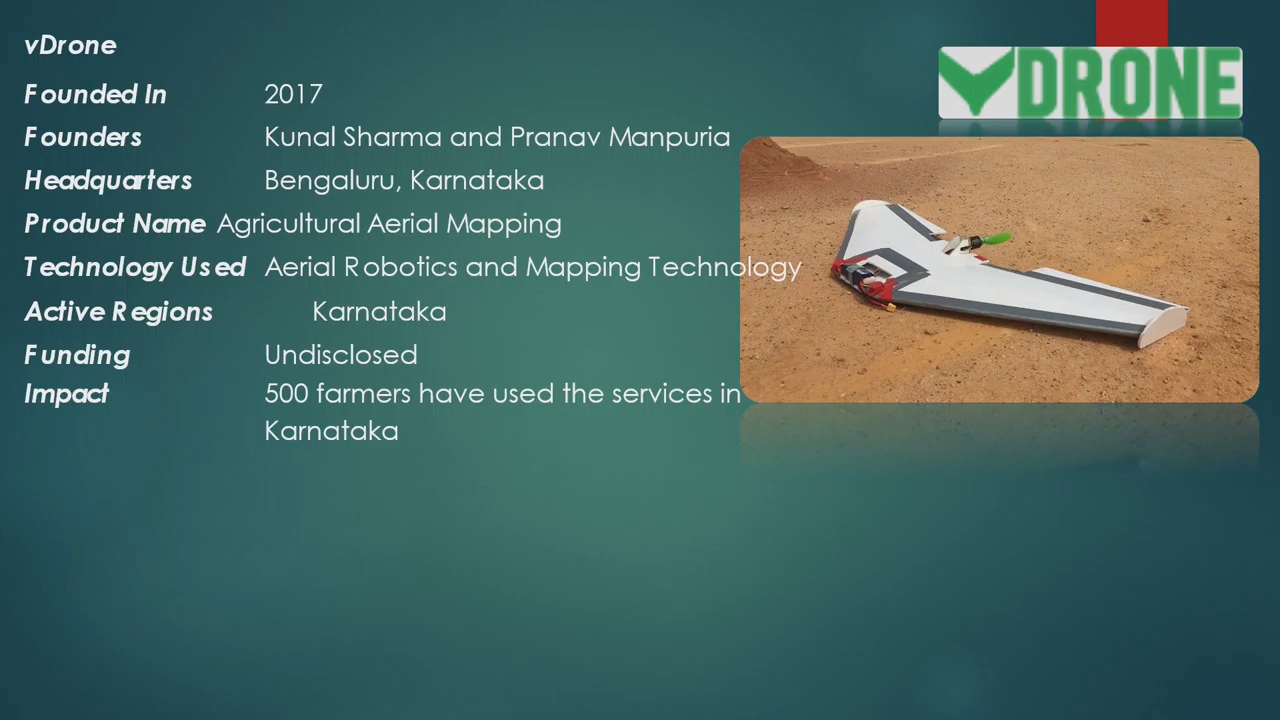 vDrone
DRONE
Founded In 2017
Founders Kunal Sharma and Pranav Manpuria
Headquarters Bengaluru, Karnataka
Product Name Agricultural Aerial Mapping
Technology Used Aerial Robotics and Mapping Technology
Active Regions Karnataka
Funding Undisclosed
Impact 500 farmers have used the services in
Karnataka